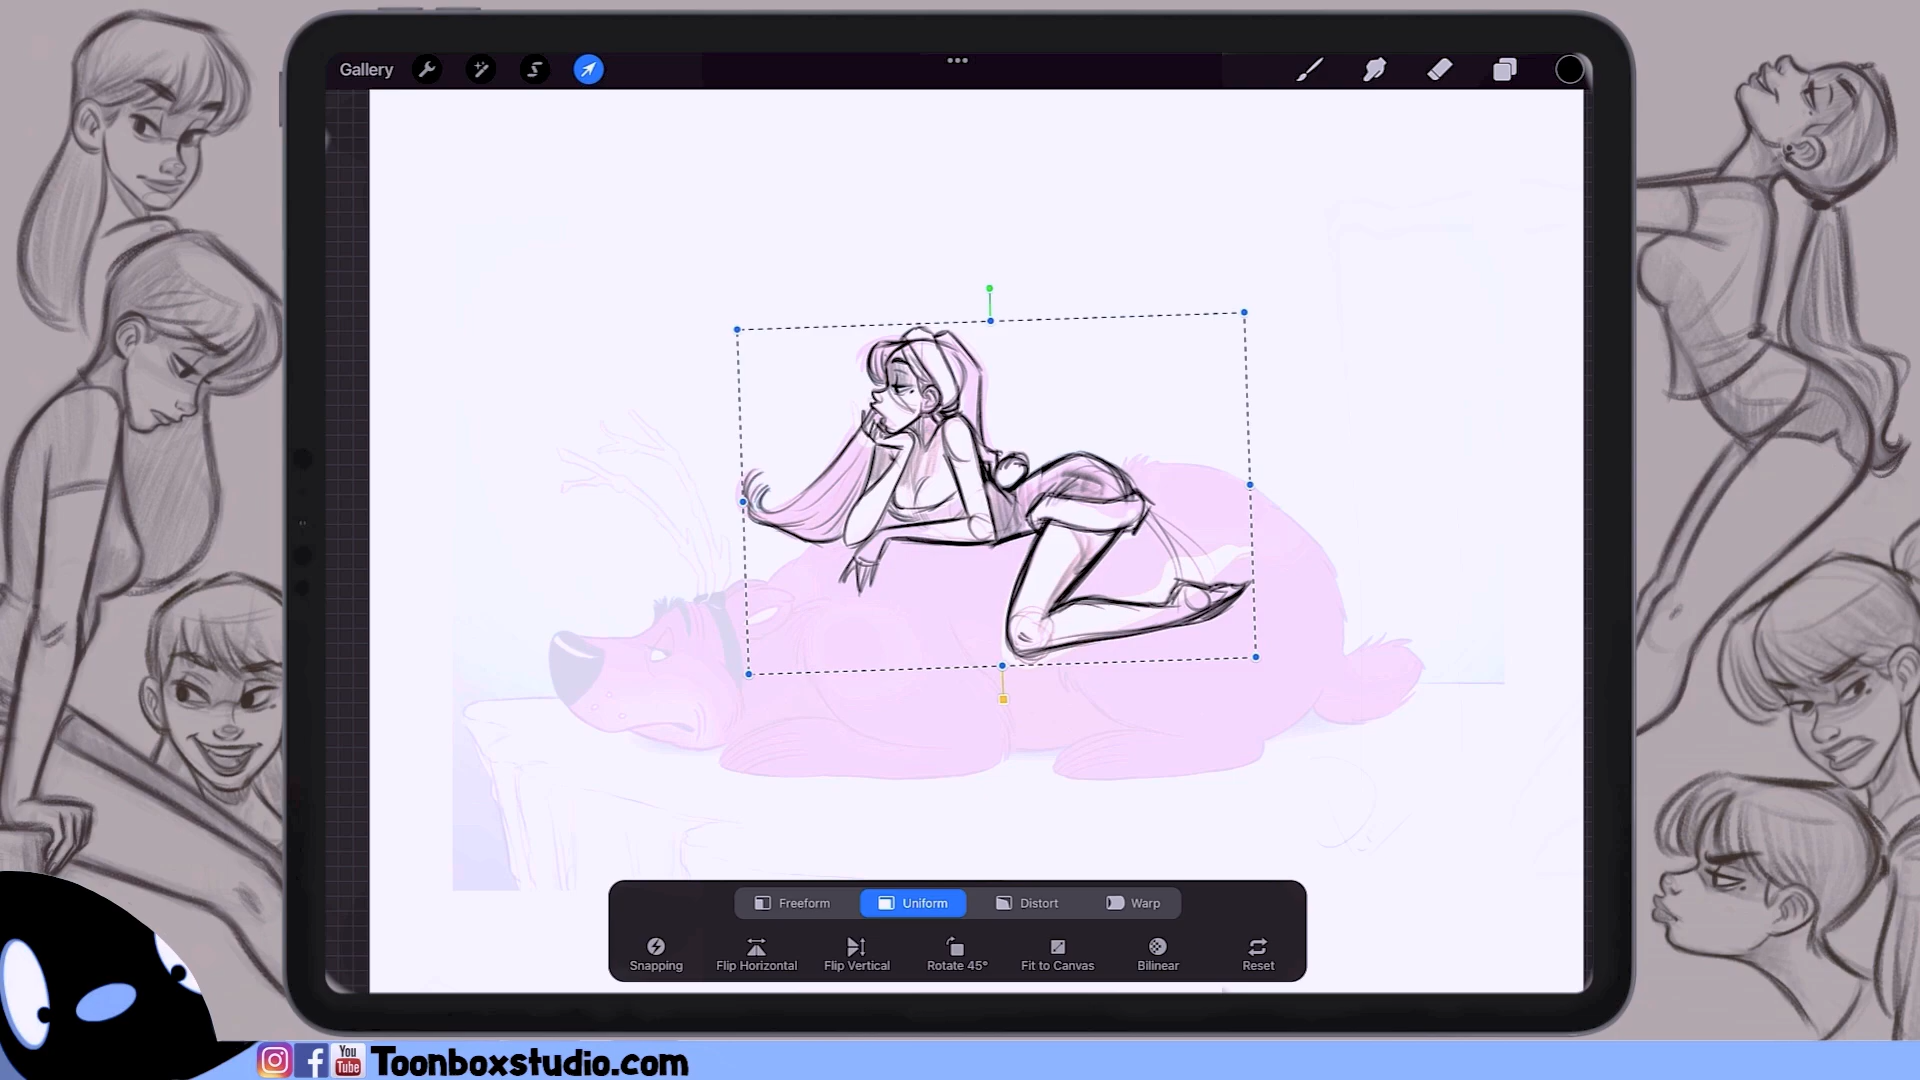 Gallery
Freeform Uniform Distort Warp
Snapping Flip Horizontal Flip Vertical Rotate 45° Fit to Canvas Bilinear Reset
You
Tube
Toonboxstudio.com